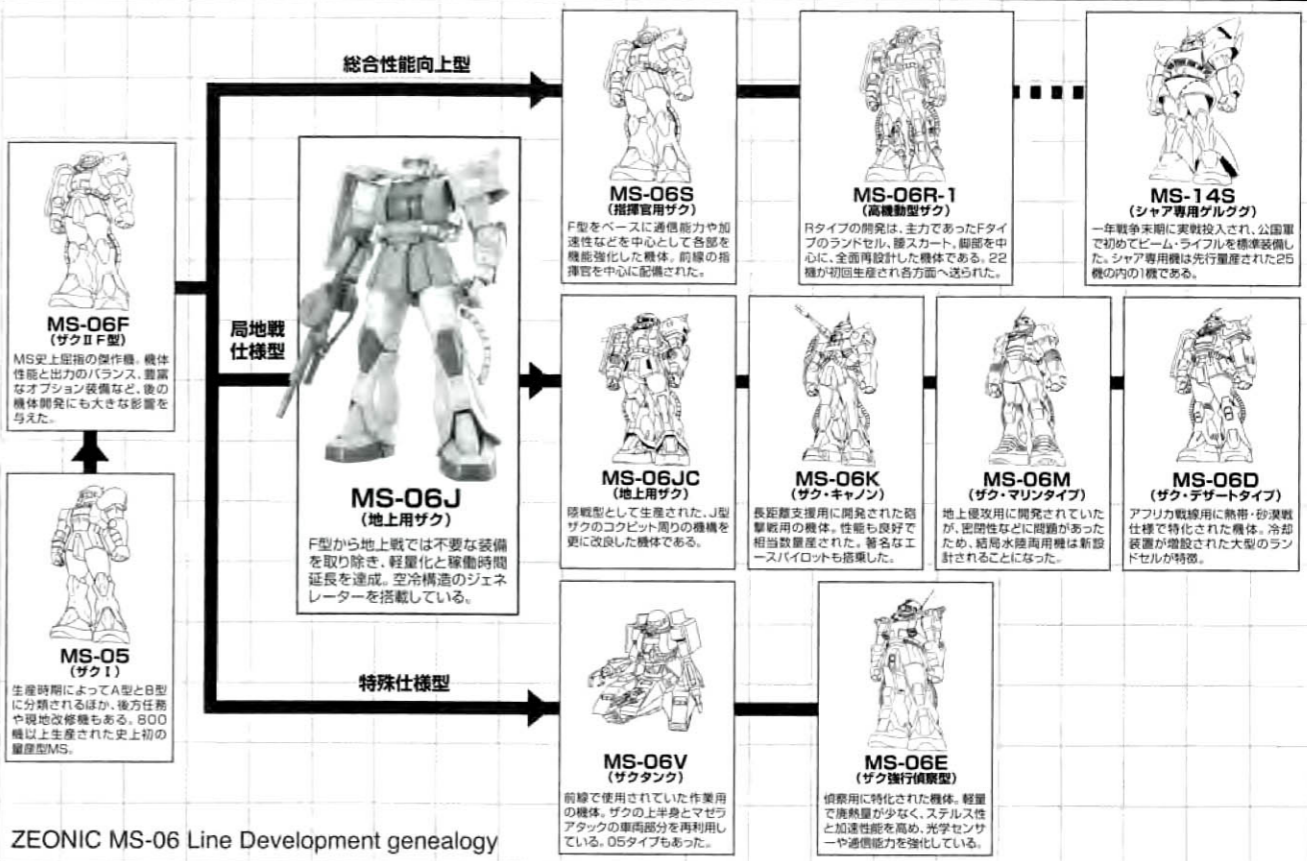 総合性能向上型
MS-06S
(指揮官用ザク)
F型をベースに通信能力や加
速性などを中心として各部を
機能強化した機体。前線の指
揮官を中心に配備された。
MS-06R-1
(高機動型ザク)
Rタイプの開発は、主力であったFタイ
プのランドセル、腰スカート、脚部を中
心に、全面再設計した機体である。22
機が初回生産され各方面へ送られた。
MS-14S
(シャア専用ゲルググ)
一年戦争末期に実戦投入され、公国軍
で初めてビーム・ライフルを標準装備し
た。シャア専用機は先行量産された25
機の内の1機である。
MS-06F
(ザクⅡF型)
MS史上屈指の傑作機。機体
性能と出力のバランス、豊富
なオプション装備など、後の
機体開発にも大きな影響を
与えた。
MS-05
(ザクⅠ)
生産時期によってA型とB型
に分類されるほか、後方任務
や現地改修機もある。800
機以上生産された史上初の
量産型MS。
局地戦
仕様型
MS-06J
(地上用ザク)
F型から地上戦では不要な装備
を取り除き、軽量化と稼働時間
延長を達成。空冷構造のジェネ
レーターを搭載している。
MS-06JC
(地上用ザク)
陸戦型として生産された、J型
ザクのコクピット周りの機構を
更に改良した機体である。
MS-06K
(ザク・キャノン)
長距離支援用に開発された砲
撃戦用の機体。性能も良好で
相当数量産された。著名なエ
ースパイロットも搭乗した。
MS-06M
(ザク・マリンタイプ)
地上侵攻用に開発されていた
が、密閉性などに問題があった
ため、結局水陸両用機は新設
計されることになった。
MS-06D
(ザク・デザートタイプ)
アフリカ戦線用に熱帯・砂漠戦
仕様で特化された機体。冷却
装置が増設された大型のラン
ドセルが特徴。
特殊仕様型
MS-06V
(ザクタンク)
前線で使用されていた作業用
の機体。ザクの上半身とマゼラ
アタックの車両部分を再利用し
ている。05タイプもあった。
MS-06E
(ザク強行偵察型)
偵察用に特化された機体。軽量
で廃熱量が少なく、ステルス性
と加速性能を高め、光学センサ
ーや通信能力を強化している。
ZEONIC MS-06 Line Development genealogy